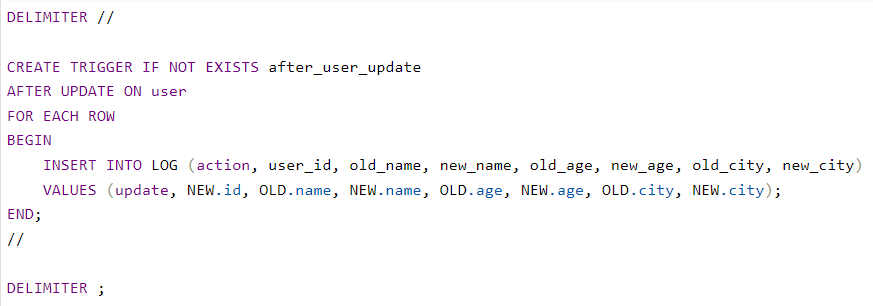 DELIMITER //
CREATE TRIGGER IF NOT EXISTS after_user_update
AFTER UPDATE ON user
FOR EACH ROW
BEGIN
INSERT INTO LOG (action, user_id, old_name, new_name, old_age, new_age, old_city, new_city)
VALUES (update, NEW.id, OLD.name, NEW.name, OLD.age, NEW.age, OLD.city, NEW.city);
END;
//
DELIMITER ;